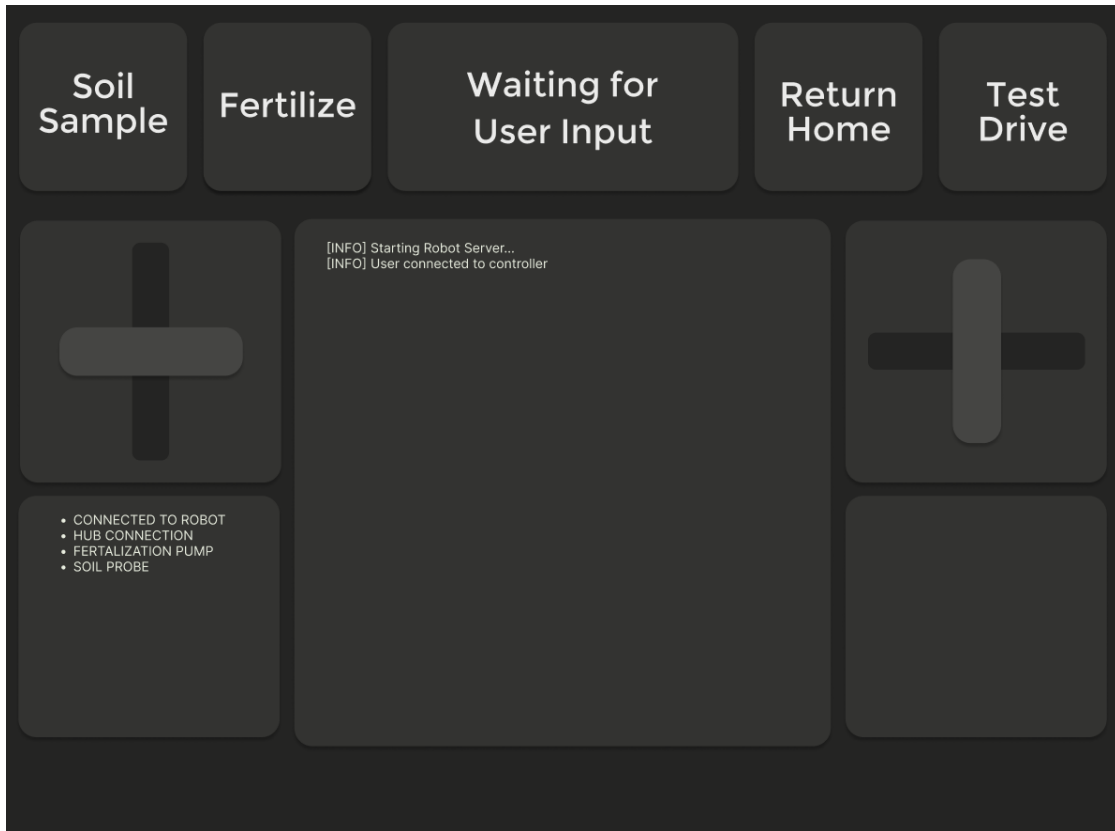 Soil
Sample
Fertilize
Waiting for
User Input
Return
Home
Test
Drive
[INFO] Starting Robot Server...
[INFO] User connected to controller
• CONNECTED TO ROBOT
• HUB CONNECTION
• FERTALIZATION PUMP
• SOIL PROBE